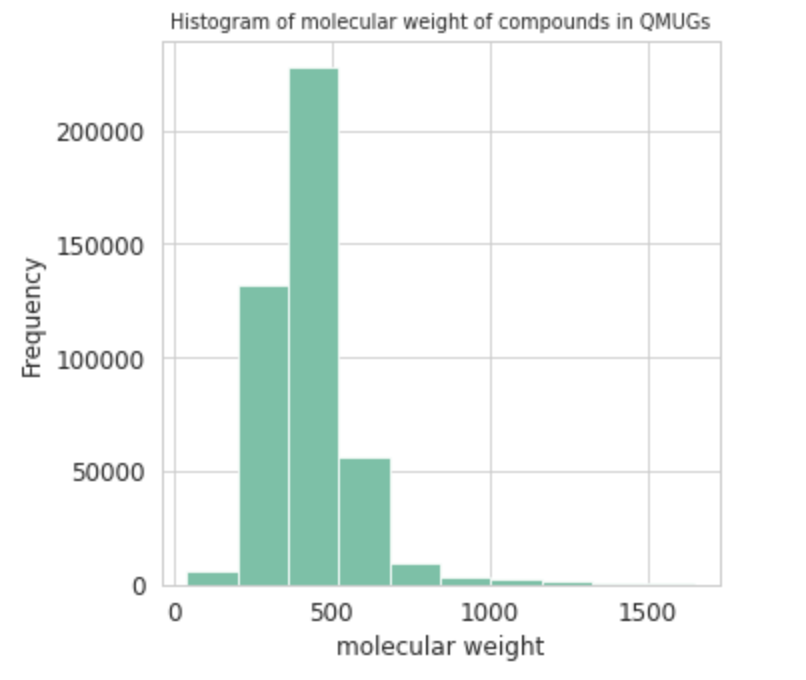 Histogram of molecular weight of compounds in QMUGs
Frequency
200000
150000
100000
50000
0
0 500 1000 1500
molecular weight